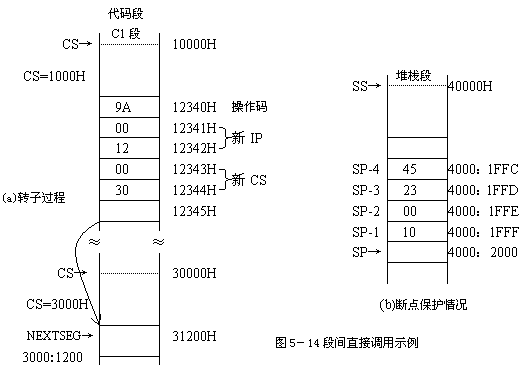 代码段
C1 段
CS→ 10000H
CS=1000H
9A 12340H 操作码
00 12341H
12 12342H 新 IP
00 12343H
30 12344H 新 CS
12345H
(a)转子过程
≈ ≈
CS→ 30000H
CS=3000H
NEXTSEG→ 31200H
3000:1200
堆栈段
SS→ 40000H
SP-4 45 4000：1FFC
SP-3 23 4000：1FFD
SP-2 00 4000：1FFE
SP-1 10 4000：1FFF
SP→ 4000：2000
(b)断点保护情况
图5－14 段间直接调用示例